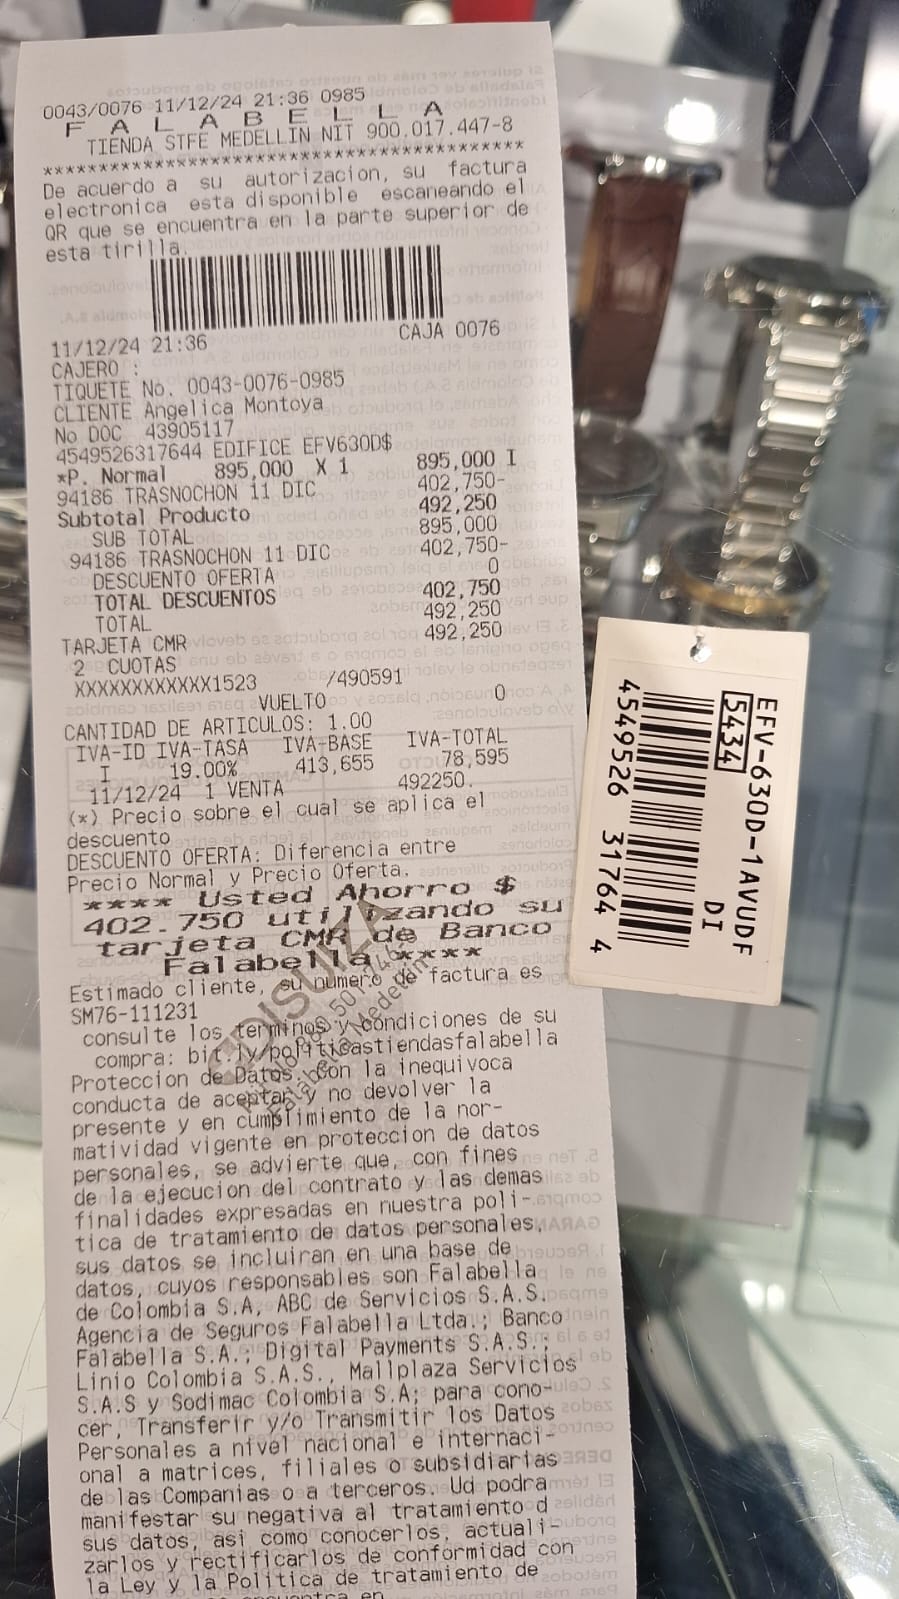 0043/0076 11/12/24 21:36 0985
F A L A B E L L A
TIENDA STFE MEDELLIN NIT 900.017.447-8
******************************************
De acuerdo a su autorizacion, su factura
electronica esta disponible escaneando el
QR que se encuentra en la parte superior de
esta tirilla.
11/12/24 21:36 CAJA 0076
CAJERO :
TIQUETE No. 0043-0076-0985
CLIENTE Angelica Montoya
No DOC 43905117
4549526317644 EDIFICE EFV630D$
*P. Normal 895,000 X 1 895,000 I
94186 TRASNOCHON 11 DIC 402,750-
Subtotal Producto 492,250
SUB TOTAL 895,000
94186 TRASNOCHON 11 DIC 402,750-
DESCUENTO OFERTA 0
TOTAL DESCUENTOS 402,750
TOTAL 492,250
TARJETA CMR 492,250
2 CUOTAS
XXXXXXXXXXXX1523 /490591
VUELTO 0
CANTIDAD DE ARTICULOS: 1.00
IVA-ID IVA-TASA IVA-BASE IVA-TOTAL
I 19.00% 413,655 78,595
11/12/24 1 VENTA 492250.
(*) Precio sobre el cual se aplica el
descuento
DESCUENTO OFERTA: Diferencia entre
Precio Normal y Precio Oferta.
**** Usted Ahorro $
402.750 utilizando su
tarjeta CMR de Banco
Falabella ****
Estimado cliente, su numero de factura es
SM76-111231
consulte los terminos y condiciones de su
compra: bit.ly/politicastiendasfalabella
Proteccion de Datos. Con la inequivoca
conducta de aceptar y no devolver la
presente y en cumplimiento de la nor-
matividad vigente en proteccion de datos
personales, se advierte que, con fines
de la ejecucion del contrato y las demas
finalidades expresadas en nuestra poli-
tica de tratamiento de datos personales,
sus datos se incluiran en una base de
datos, cuyos responsables son Falabella
de Colombia S.A, ABC de Servicios S.A.S.
Agencia de Seguros Falabella Ltda.; Banco
Falabella S.A.; Digital Payments S.A.S.;
Linio Colombia S.A.S., Mallplaza Servicios
S.A.S y Sodimac Colombia S.A; para cono-
cer, Transferir y/o Transmitir los Datos
Personales a nivel nacional e internaci-
onal a matrices, filiales o subsidiarias
de las Companias o a terceros. Ud podra
manifestar su negativa al tratamiento d
sus datos, asi como conocerlos, actuali-
zarlos y rectificarlos de conformidad con
la Ley y la Politica de tratamiento de
encuentra en
EDISUIZA
Falabella Medellin
EFV-630D-1AVUDF
5434 DI
4549526 31764 4